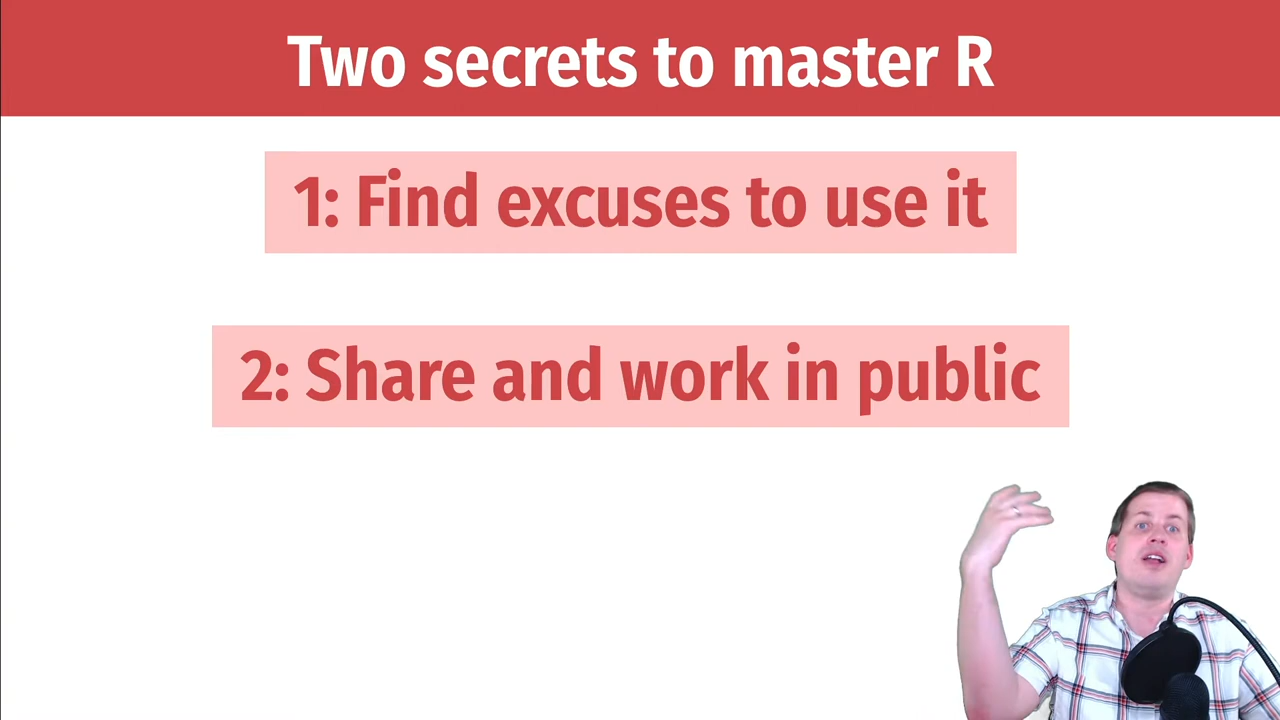 Two secrets to master R
1: Find excuses to use it
2: Share and work in public